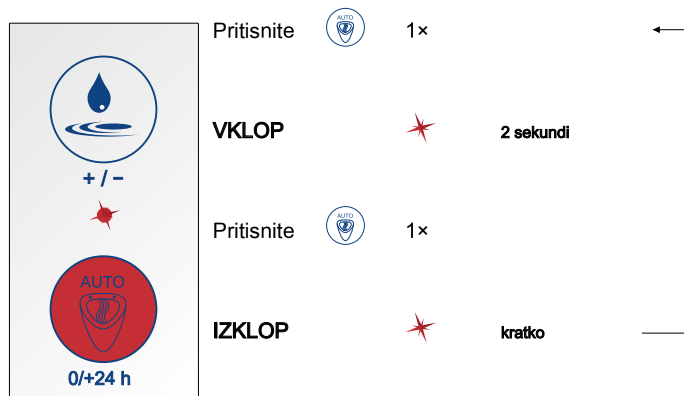 Pritisnite AUTO 1×
VKLOP 2 sekundi
+ / −
Pritisnite AUTO 1×
AUTO
IZKLOP kratko
0/+24 h